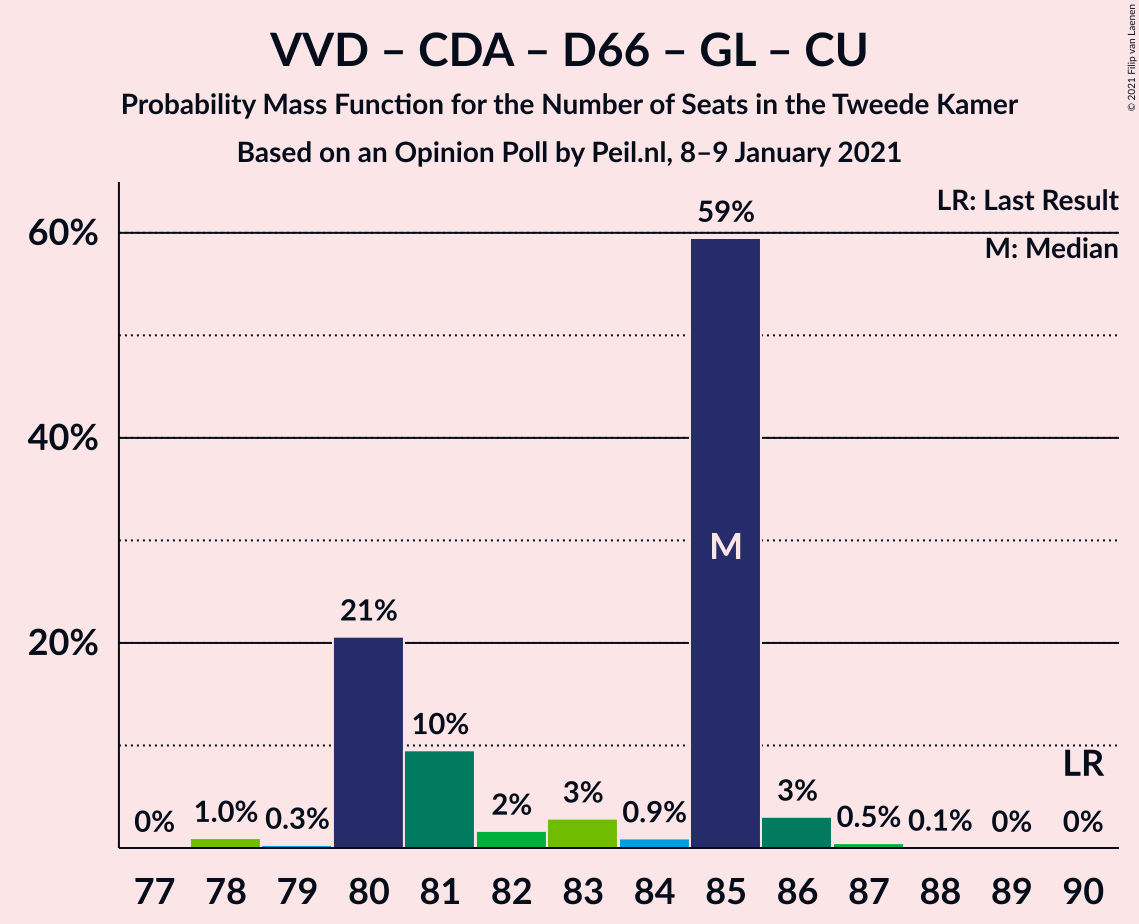 VVD – CDA – D66 – GL – CU
Probability Mass Function for the Number of Seats in the Tweede Kamer
Based on an Opinion Poll by Peil.nl, 8–9 January 2021
© 2021 Filip van Laenen
LR: Last Result
M: Median
60%
40%
20%
0%
1.0%
0.3%
21%
10%
2%
3%
0.9%
59%
M
3%
0.5%
0.1%
0%
LR
0%
77 78 79 80 81 82 83 84 85 86 87 88 89 90